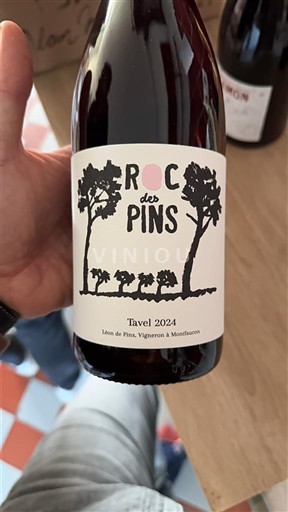 ROC
des
PINS
VINIOU
Tavel 2024
Léon de Pins, Vigneron à Montfaucon